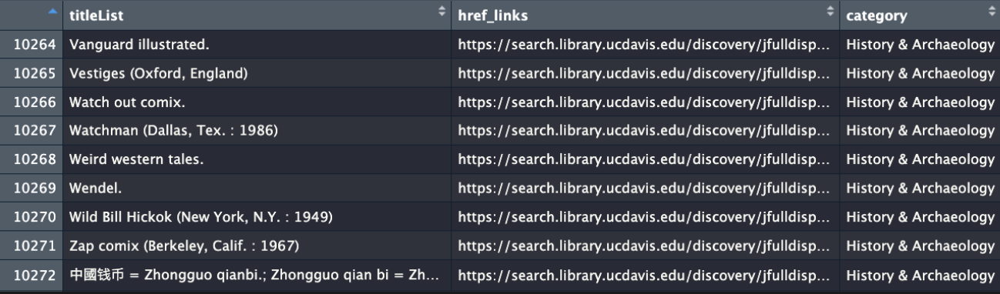 titleList href_links category
10264 Vanguard illustrated. https://search.library.ucdavis.edu/discovery/jfulldisp... History & Archaeology
10265 Vestiges (Oxford, England) https://search.library.ucdavis.edu/discovery/jfulldisp... History & Archaeology
10266 Watch out comix. https://search.library.ucdavis.edu/discovery/jfulldisp... History & Archaeology
10267 Watchman (Dallas, Tex. : 1986) https://search.library.ucdavis.edu/discovery/jfulldisp... History & Archaeology
10268 Weird western tales. https://search.library.ucdavis.edu/discovery/jfulldisp... History & Archaeology
10269 Wendel. https://search.library.ucdavis.edu/discovery/jfulldisp... History & Archaeology
10270 Wild Bill Hickok (New York, N.Y. : 1949) https://search.library.ucdavis.edu/discovery/jfulldisp... History & Archaeology
10271 Zap comix (Berkeley, Calif. : 1967) https://search.library.ucdavis.edu/discovery/jfulldisp... History & Archaeology
10272 中國钱币 = Zhongguo qianbi.; Zhongguo qian bi = Zh... https://search.library.ucdavis.edu/discovery/jfulldisp... History & Archaeology